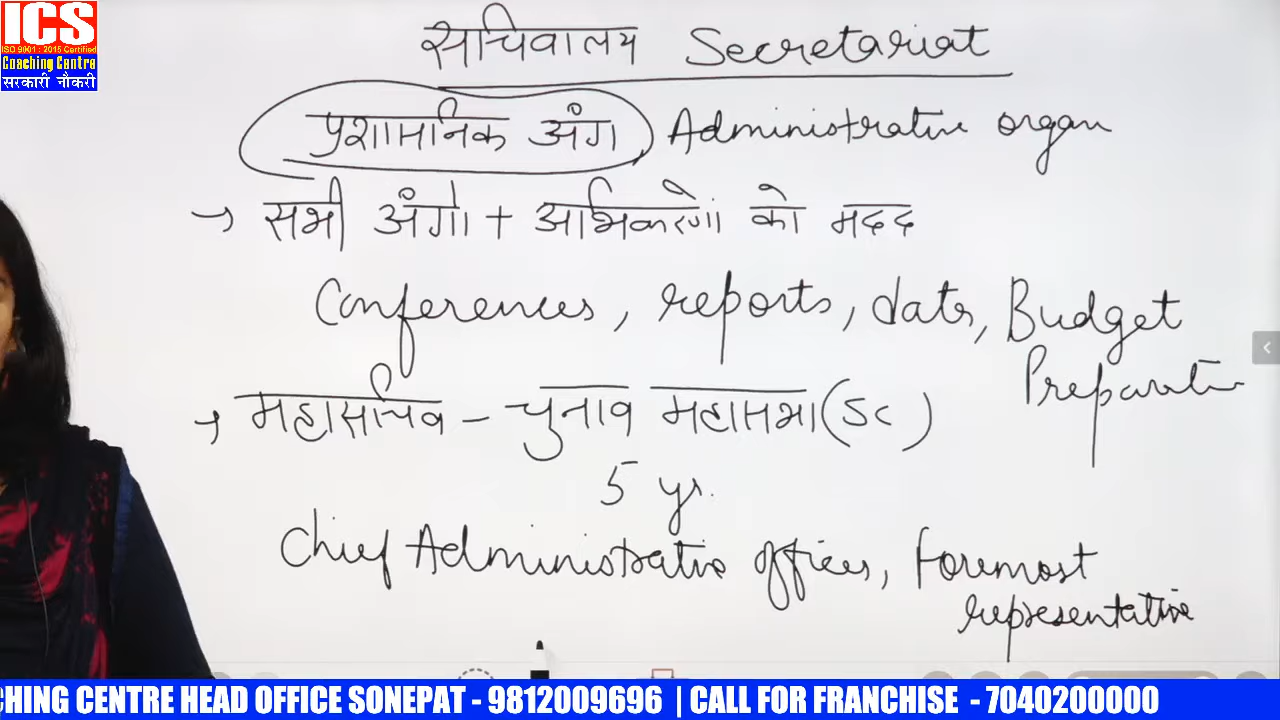 ICS
ISO 9001 : 2015 Certified
Coaching Centre
सरकारी नौकरी
सचिवालय Secretariat
प्रशासनिक अंग Administrative organ
→ सभी अंगो + अभिकरणों को मदद
Conferences, reports, data, Budget
Preparation
→ महासचिव - चुनाव महासभा (SC)
5 yr.
Chief Administrative officer, Foremost
representative
CHING CENTRE HEAD OFFICE SONEPAT - 9812009696 | CALL FOR FRANCHISE - 7040200000